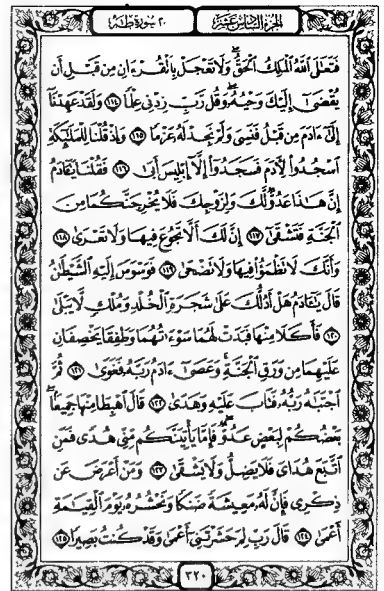 الجزء السادس عشر
٢٠ سورة طه
فَتَعَٰلَى ٱللَّهُ ٱلْمَلِكُ ٱلْحَقُّ ۗ وَلَا تَعْجَلْ بِٱلْقُرْءَانِ مِن قَبْلِ أَن
يُقْضَىٰٓ إِلَيْكَ وَحْيُهُۥ ۖ وَقُل رَّبِّ زِدْنِى عِلْمًا ١١٤ وَلَقَدْ عَهِدْنَآ
إِلَىٰٓ ءَادَمَ مِن قَبْلُ فَنَسِىَ وَلَمْ نَجِدْ لَهُۥ عَزْمًا ١١٥ وَإِذْ قُلْنَا لِلْمَلَٰٓئِكَةِ
ٱسْجُدُوا۟ لِءَادَمَ فَسَجَدُوٓا۟ إِلَّآ إِبْلِيسَ أَبَىٰ ١١٦ فَقُلْنَا يَٰٓـَٔادَمُ
إِنَّ هَٰذَا عَدُوٌّ لَّكَ وَلِزَوْجِكَ فَلَا يُخْرِجَنَّكُمَا مِنَ
ٱلْجَنَّةِ فَتَشْقَىٰٓ ١١٧ إِنَّ لَكَ أَلَّا تَجُوعَ فِيهَا وَلَا تَعْرَىٰ ١١٨
وَأَنَّكَ لَا تَظْمَؤُا۟ فِيهَا وَلَا تَضْحَىٰ ١١٩ فَوَسْوَسَ إِلَيْهِ ٱلشَّيْطَٰنُ
قَالَ يَٰٓـَٔادَمُ هَلْ أَدُلُّكَ عَلَىٰ شَجَرَةِ ٱلْخُلْدِ وَمُلْكٍ لَّا يَبْلَىٰ
١٢٠ فَأَكَلَا مِنْهَا فَبَدَتْ لَهُمَا سَوْءَٰتُهُمَا وَطَفِقَا يَخْصِفَانِ
عَلَيْهِمَا مِن وَرَقِ ٱلْجَنَّةِ ۚ وَعَصَىٰٓ ءَادَمُ رَبَّهُۥ فَغَوَىٰ ١٢١ ثُمَّ
ٱجْتَبَٰهُ رَبُّهُۥ فَتَابَ عَلَيْهِ وَهَدَىٰ ١٢٢ قَالَ ٱهْبِطَا مِنْهَا جَمِيعًۢا ۖ
بَعْضُكُمْ لِبَعْضٍ عَدُوٌّ ۖ فَإِمَّا يَأْتِيَنَّكُم مِّنِّى هُدًى فَمَنِ
ٱتَّبَعَ هُدَاىَ فَلَا يَضِلُّ وَلَا يَشْقَىٰ ١٢٣ وَمَنْ أَعْرَضَ عَن
ذِكْرِى فَإِنَّ لَهُۥ مَعِيشَةً ضَنكًا وَنَحْشُرُهُۥ يَوْمَ ٱلْقِيَٰمَةِ
أَعْمَىٰ ١٢٤ قَالَ رَبِّ لِمَ حَشَرْتَنِىٓ أَعْمَىٰ وَقَدْ كُنتُ بَصِيرًا ١٢٥
٣٢٠